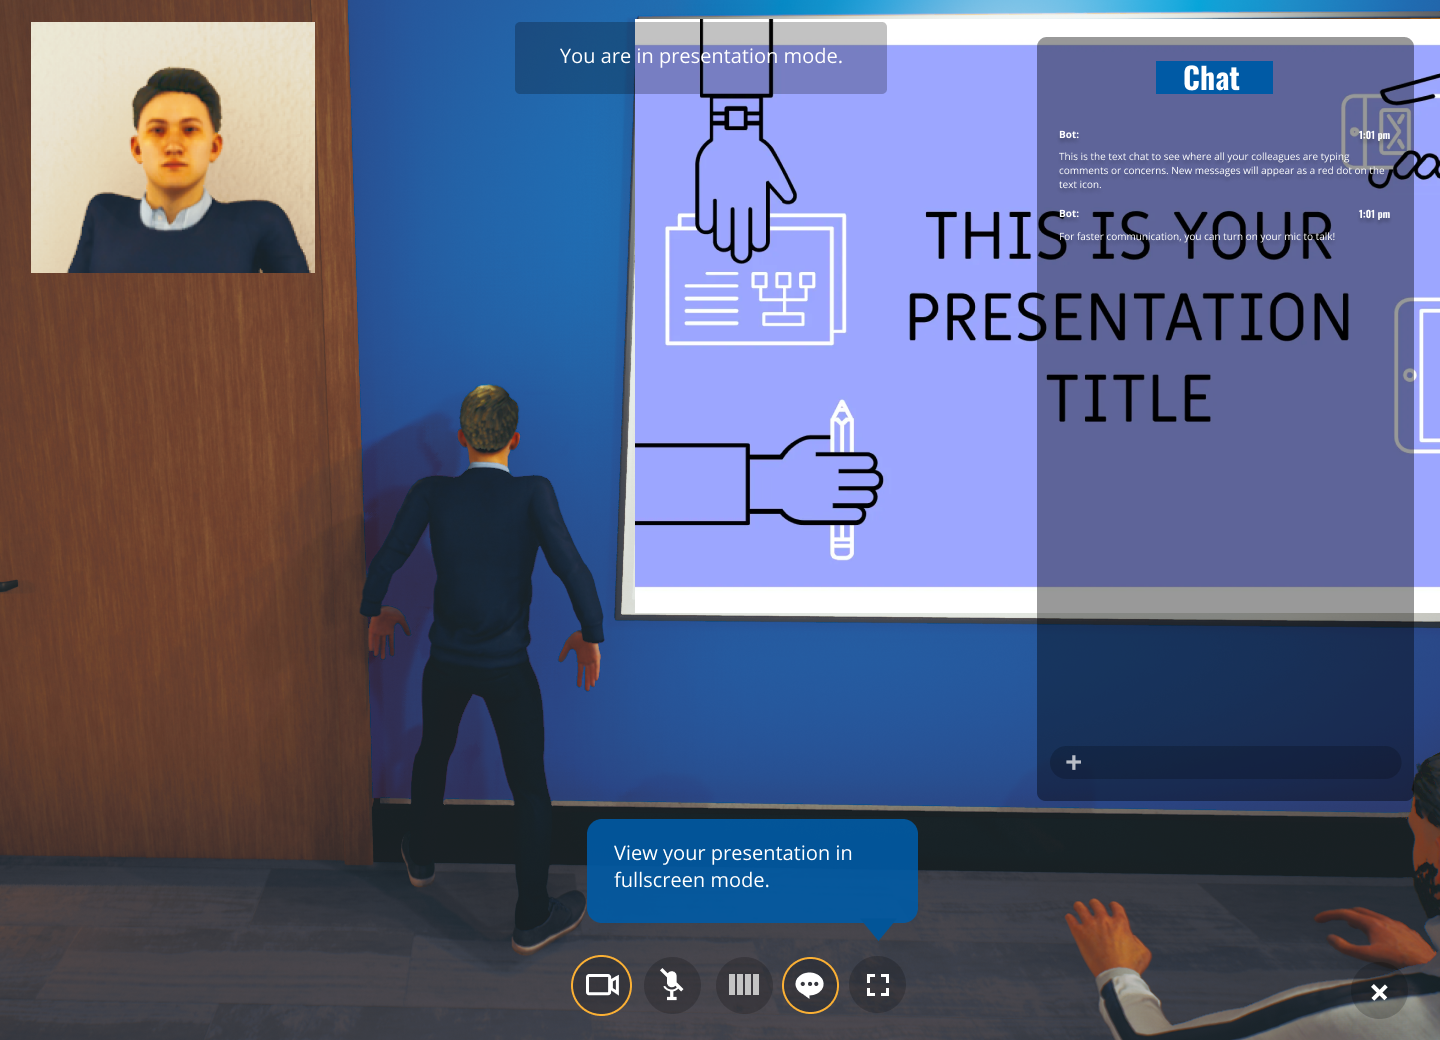 You are in presentation mode.
Chat
Bot: 1:01 pm
This is the text chat to see where all your colleagues are typing
comments or concerns. New messages will appear as a red dot on the
text icon.
Bot: 1:01 pm
For faster communication, you can turn on your mic to talk!
THIS IS YOUR
PRESENTATION
TITLE
View your presentation in
fullscreen mode.